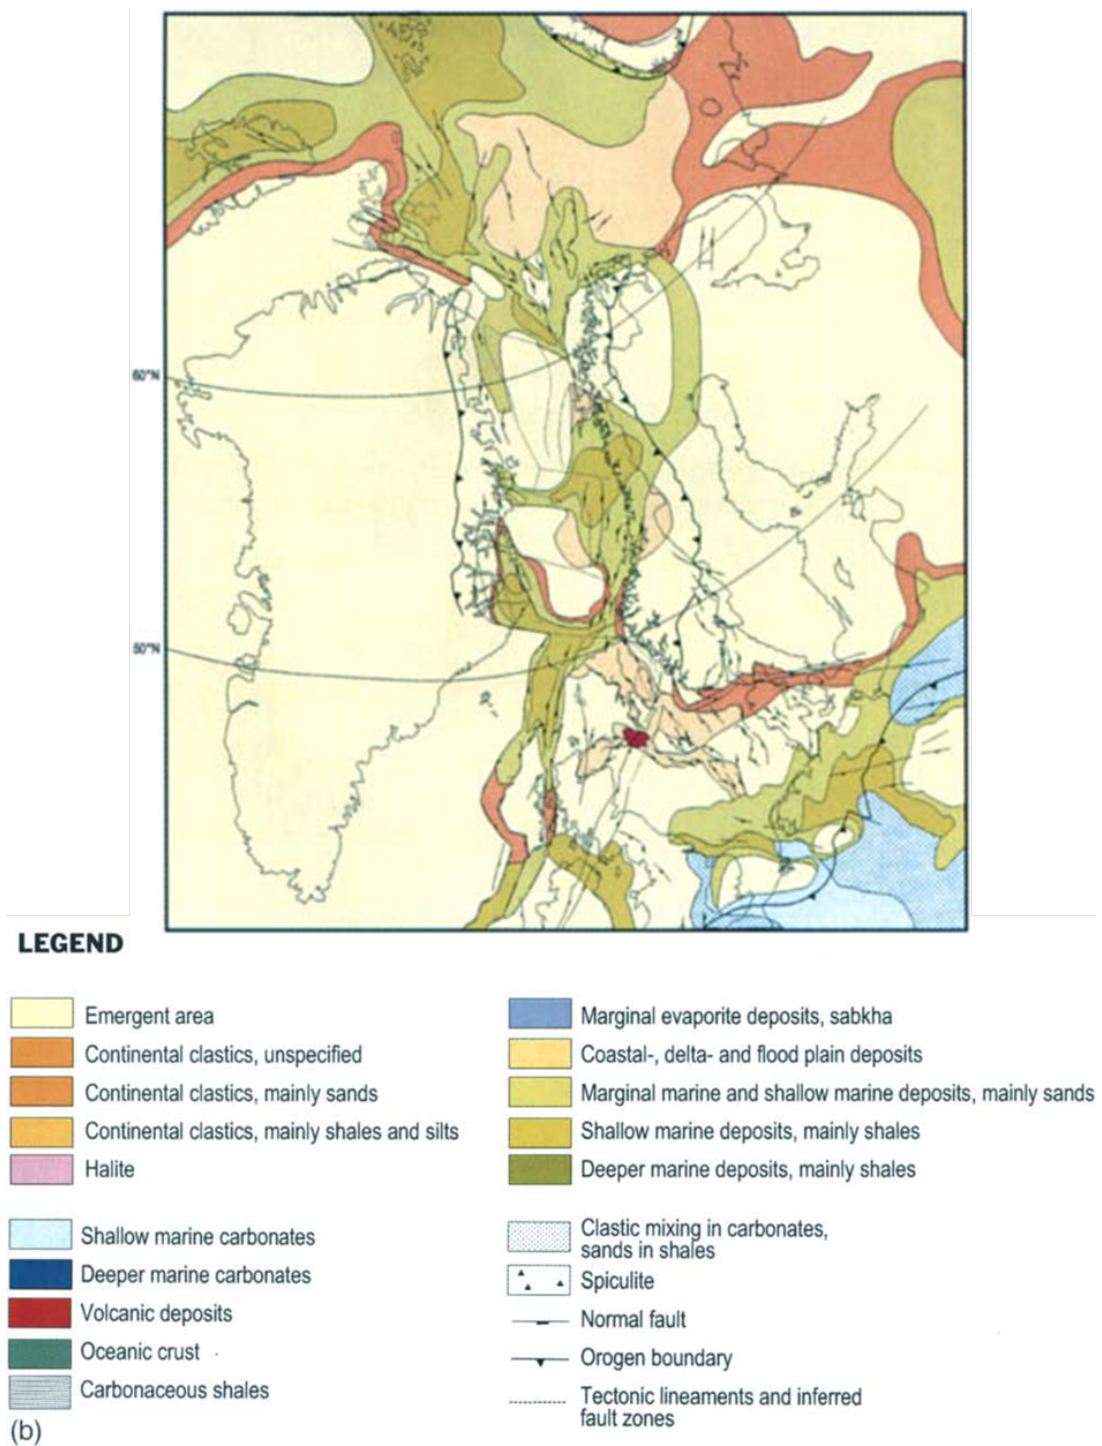 60°N
50°N
LEGEND
Emergent area
Continental clastics, unspecified
Continental clastics, mainly sands
Continental clastics, mainly shales and silts
Halite
Shallow marine carbonates
Deeper marine carbonates
Volcanic deposits
Oceanic crust
Carbonaceous shales
(b)
Marginal evaporite deposits, sabkha
Coastal-, delta- and flood plain deposits
Marginal marine and shallow marine deposits, mainly sands
Shallow marine deposits, mainly shales
Deeper marine deposits, mainly shales
Clastic mixing in carbonates,
sands in shales
Spiculite
Normal fault
Orogen boundary
Tectonic lineaments and inferred
fault zones